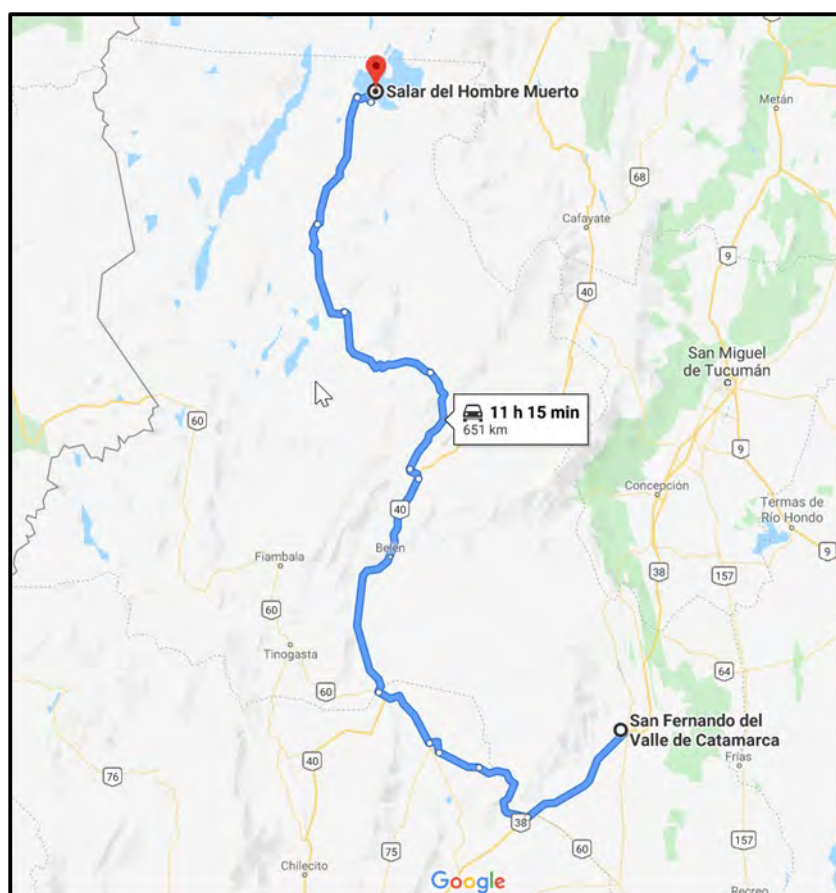 Salar del Hombre Muerto
Metán
68
Cafayate
9
40
San Miguel
de Tucumán
11 h 15 min
651 km
60
9
Concepción
Termas de
Río Hondo
40
9
Belén
Fiambala
38
157
60
Tinogasta
64
60
San Fernando del
Valle de Catamarca
Frías
40
76
38
157
75
60
Chilecito
Google
Recreo